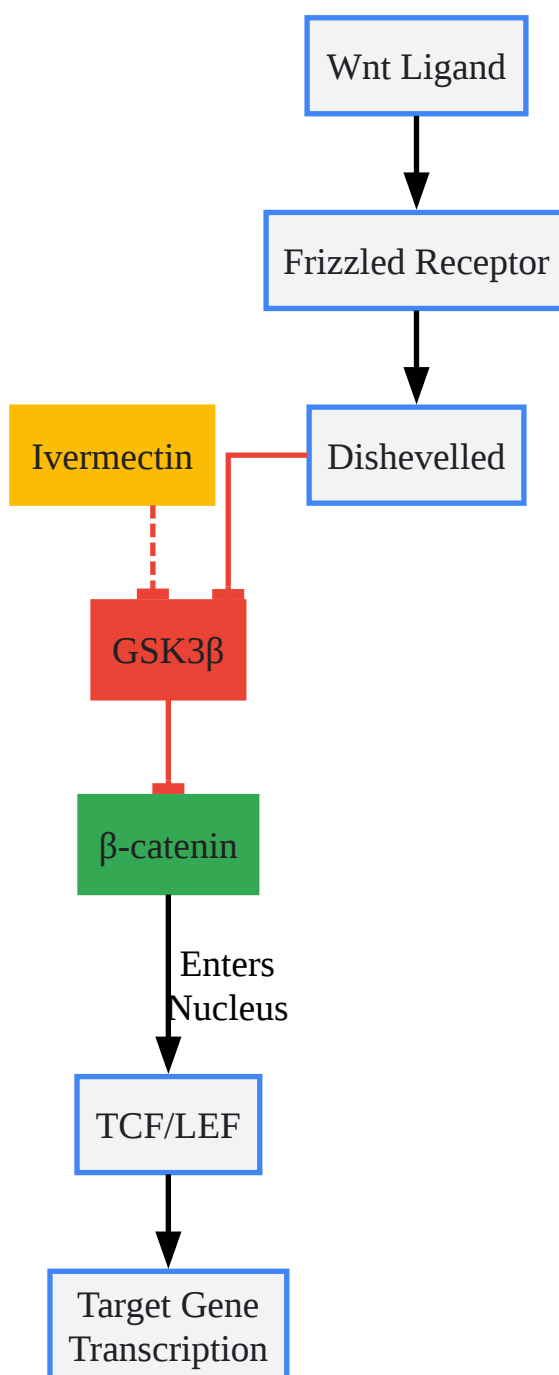 Wnt Ligand
Frizzled Receptor
Ivermectin
Dishevelled
GSK3β
β-catenin
Enters
Nucleus
TCF/LEF
Target Gene
Transcription